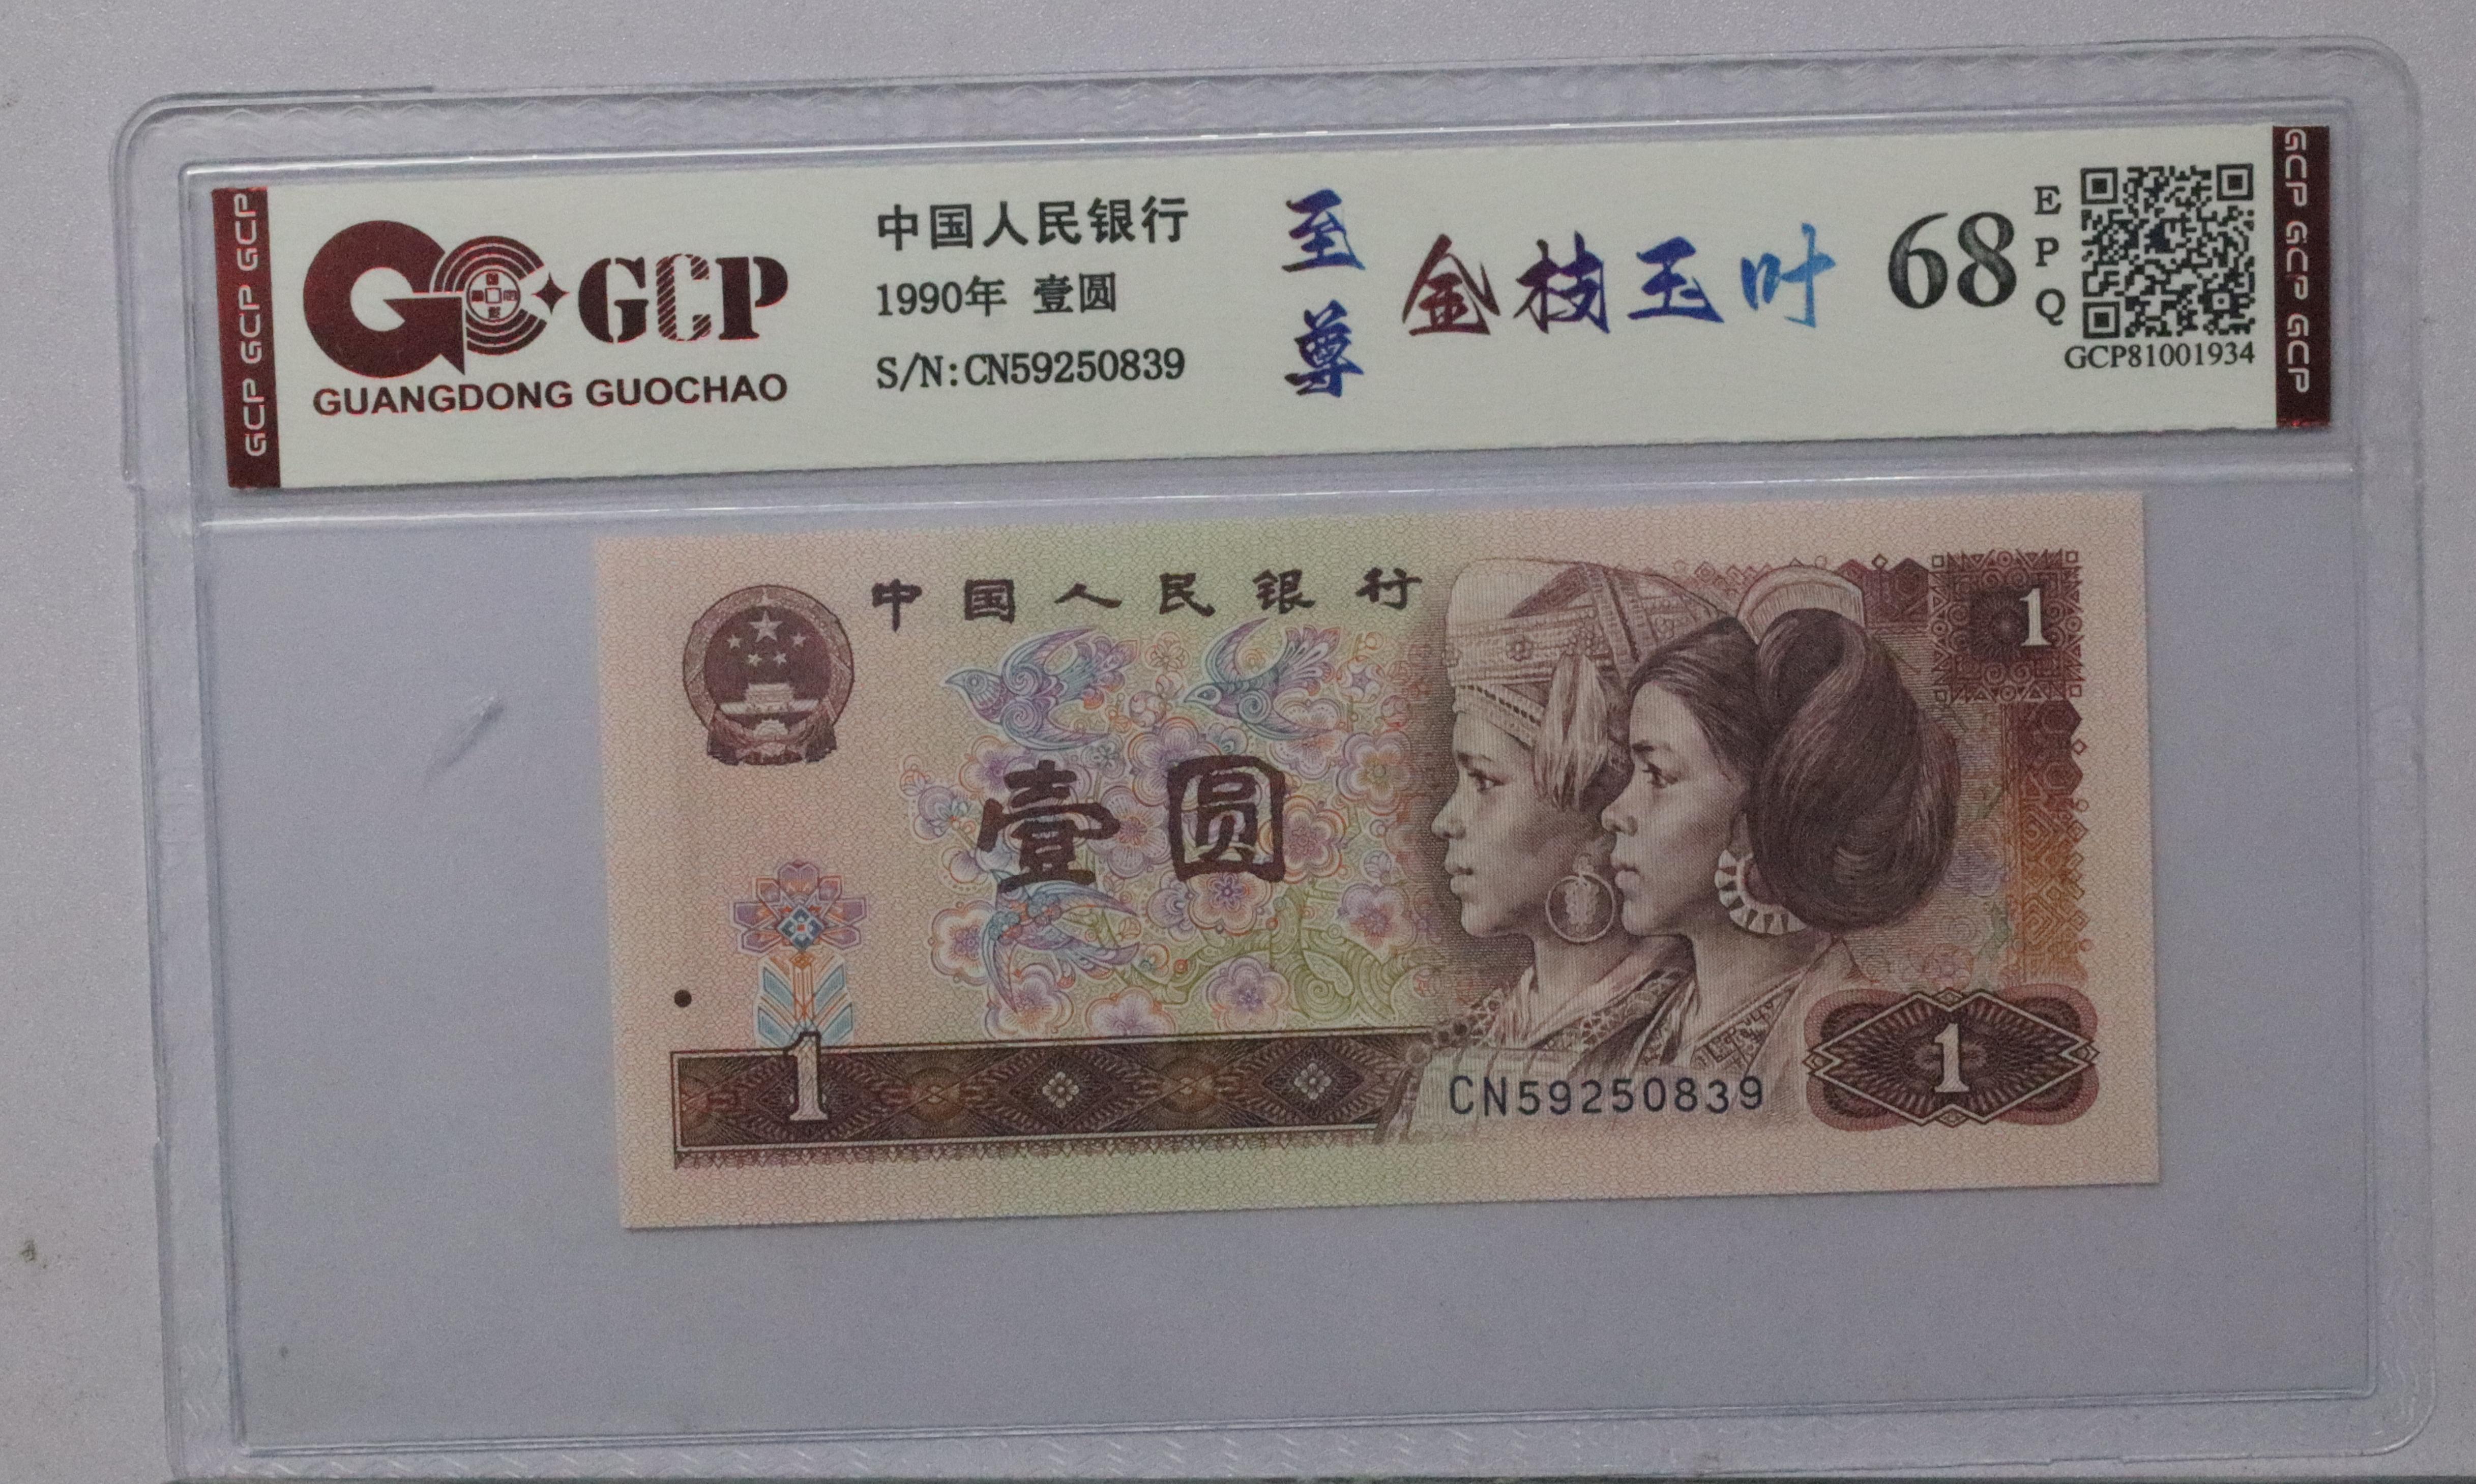 GCP GCP GCP
GCP
GUANGDONG GUOCHAO
中国人民银行
1990年 壹圆
S/N:CN59250839
至尊
金枝玉叶
68
EPQ
GCP81001934
GCP GCP GCP
中国人民银行
1
壹圆
1
CN59250839
1